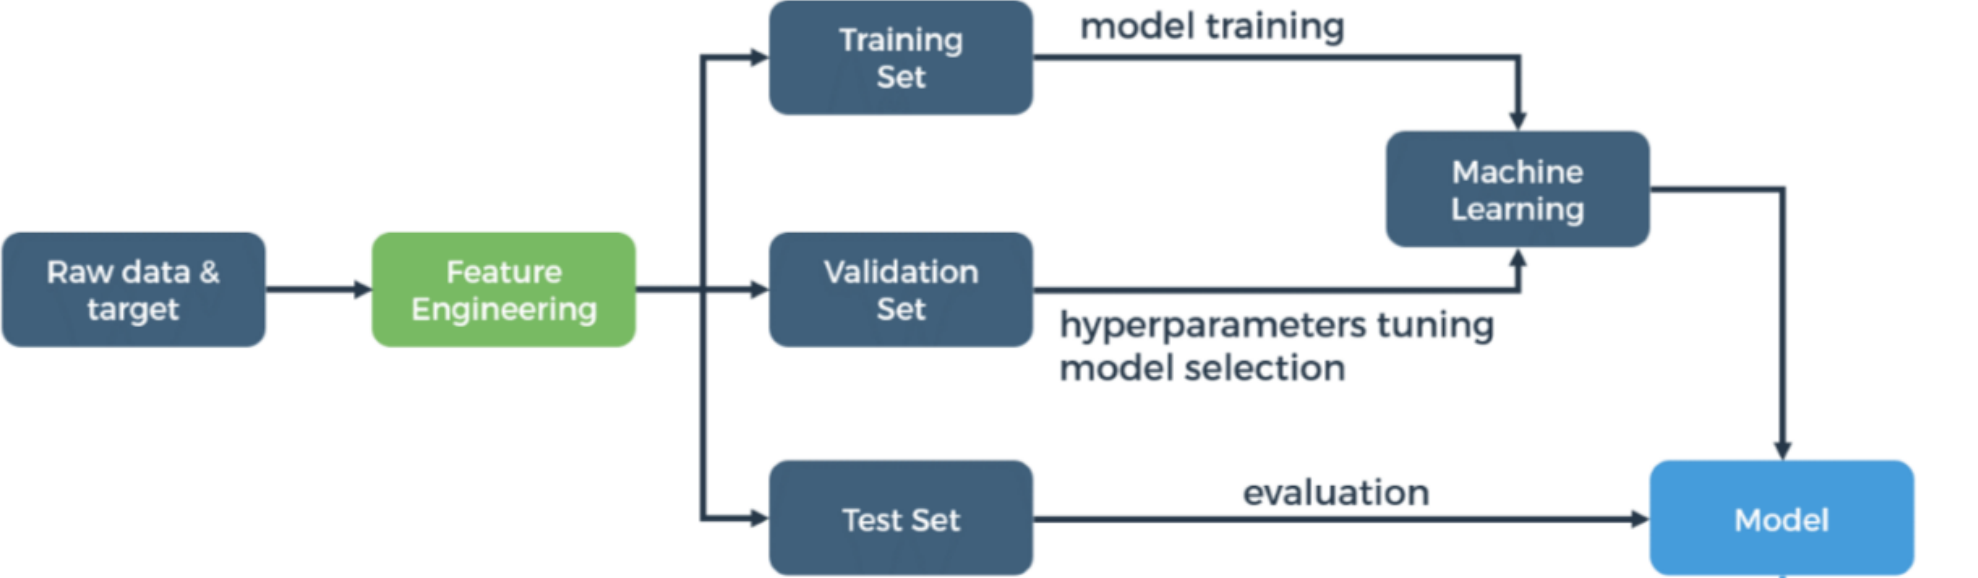 Training
Set
model training
Machine
Learning
Raw data &
target
Feature
Engineering
Validation
Set
hyperparameters tuning
model selection
Test Set
evaluation
Model